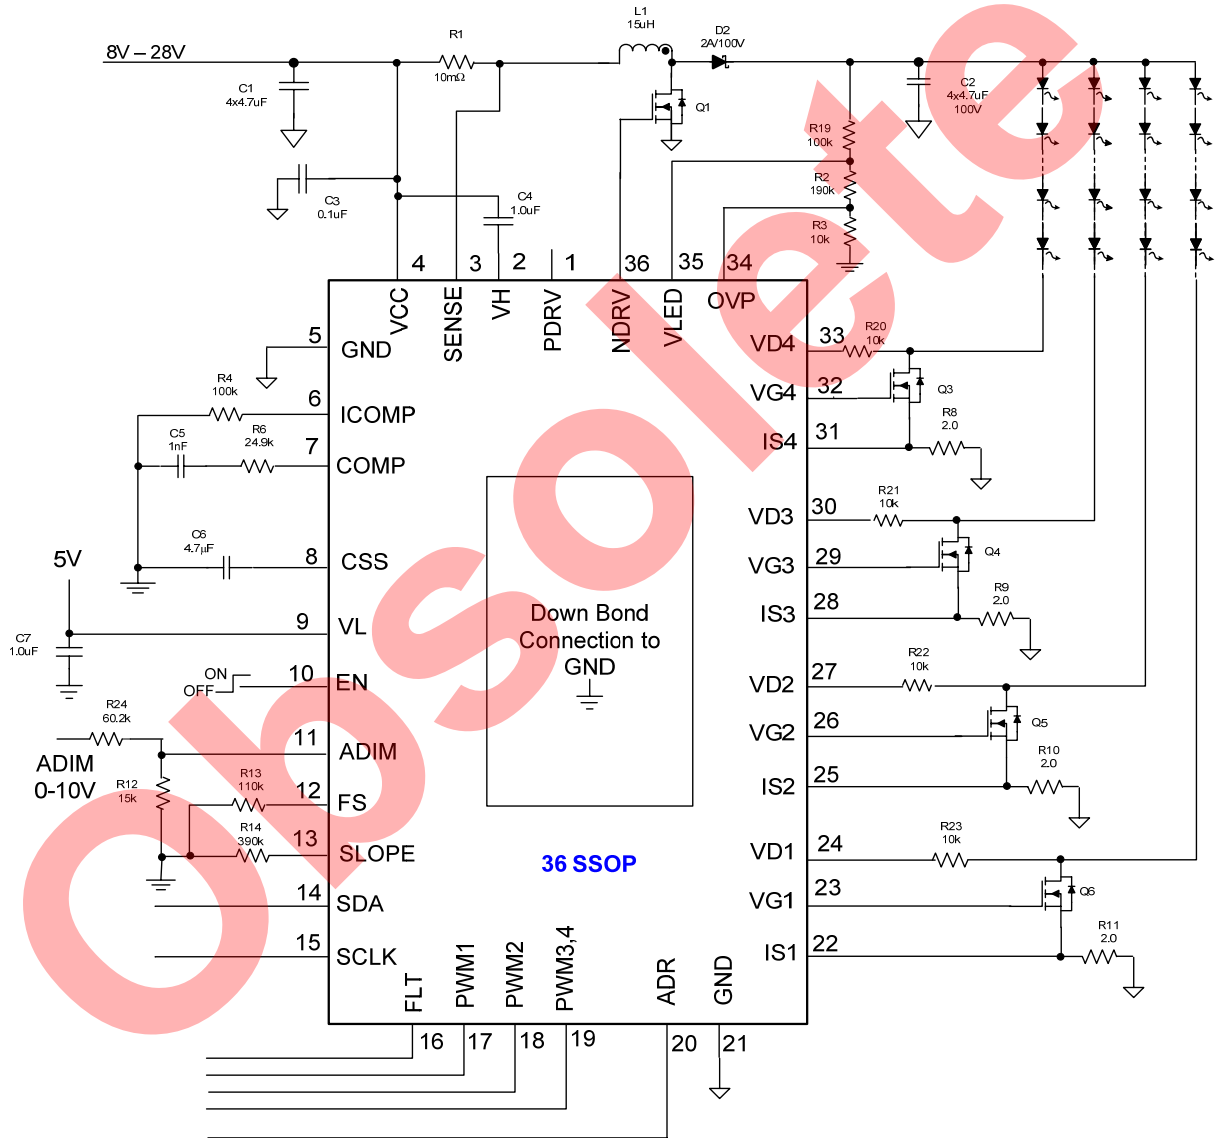 L1
15uH
R1
D2
2A/100V
8V – 28V
10mΩ
C1
4x4.7uF
C2
4x4.7uF
100V
Q1
R19
100k
R2
190k
C3
0.1uF
C4
1.0uF
R3
10k
4
3
2
1
36
35
34
VCC
SENSE
VH
PDRV
NDRV
VLED
OVP
5
GND
R4
100k
6
ICOMP
C5
1nF
R6
24.9k
7
COMP
C6
4.7µF
8
CSS
5V
9
VL
C7
1.0uF
ON
OFF
10
EN
R24
60.2k
11
ADIM
ADIM
0-10V
R12
15k
R13
110k
12
FS
R14
390k
13
SLOPE
14
SDA
15
SCLK
VD4
33
R20
10k
VG4
32
Q3
R8
2.0
IS4
31
VD3
30
R21
10k
VG3
29
Q4
R9
2.0
IS3
28
VD2
27
R22
10k
VG2
26
Q5
R10
2.0
IS2
25
VD1
24
R23
10k
VG1
23
Q6
R11
2.0
IS1
22
Down Bond
Connection to
GND
36 SSOP
FLT
PWM1
PWM2
PWM3,4
ADR
GND
16
17
18
19
20
21
Obsolete